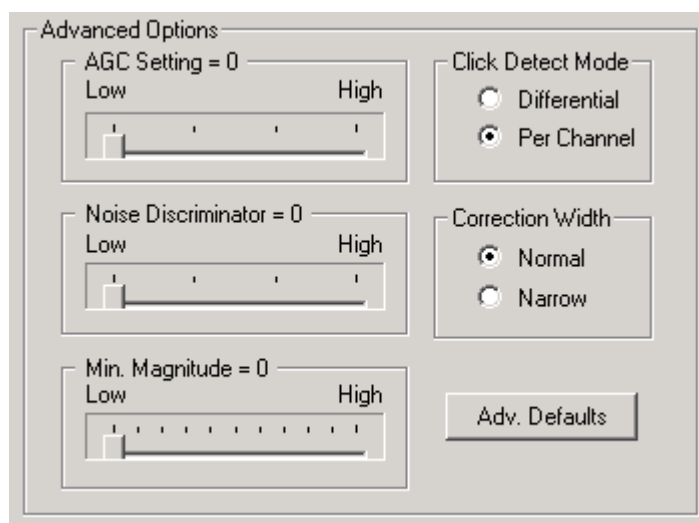 Advanced Options
AGC Setting = 0
Low High
Noise Discriminator = 0
Low High
Min. Magnitude = 0
Low High
Click Detect Mode
Differential
Per Channel
Correction Width
Normal
Narrow
Adv. Defaults